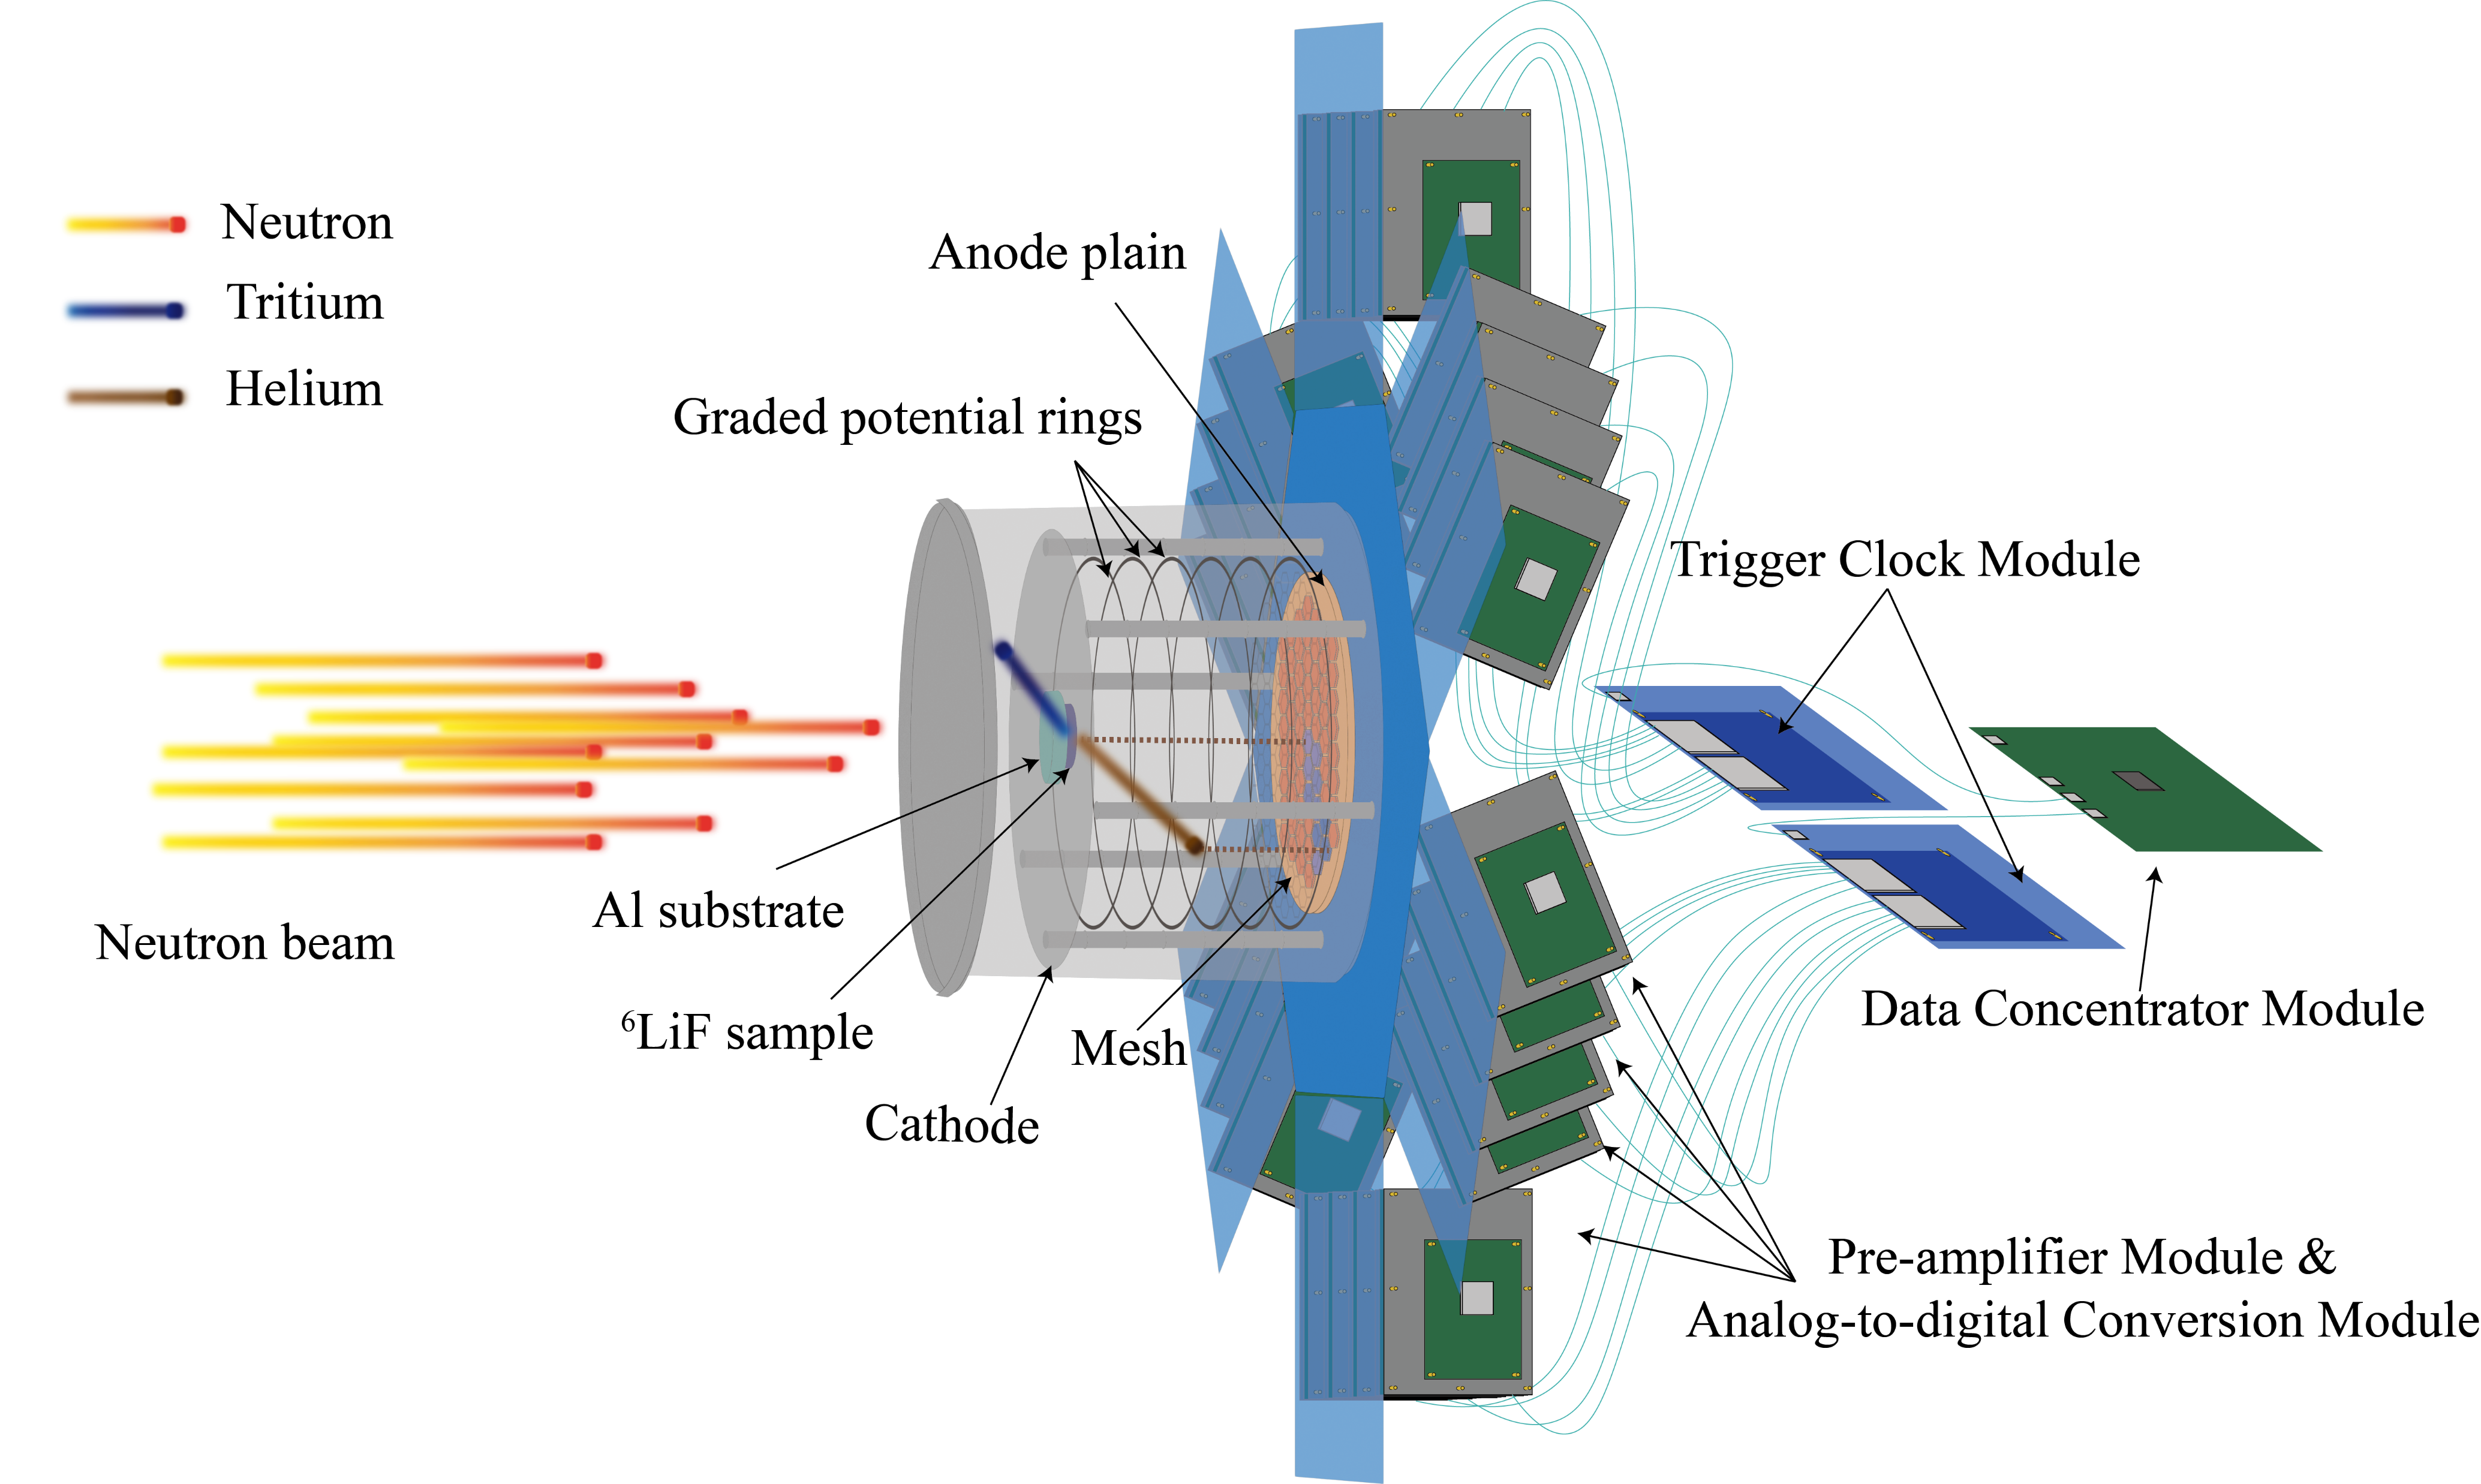 Neutron
Tritium
Helium
Anode plain
Graded potential rings
Trigger Clock Module
Al substrate
Neutron beam
⁶LiF sample
Mesh
Data Concentrator Module
Cathode
Pre-amplifier Module &
Analog-to-digital Conversion Module